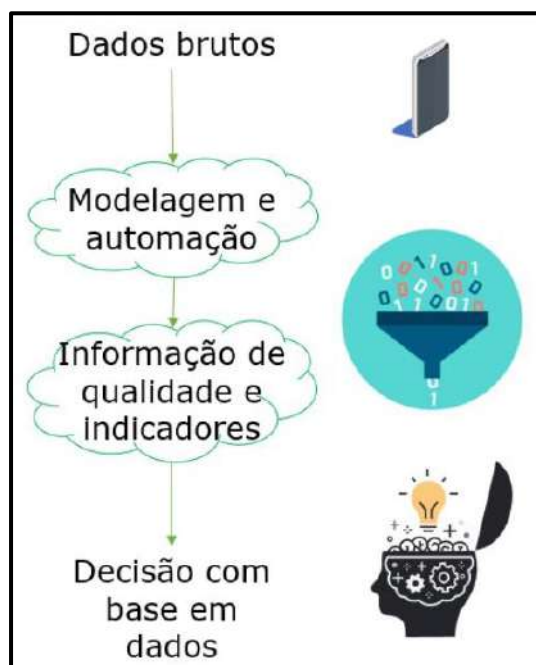 Dados brutos
Modelagem e
automação
Informação de
qualidade e
indicadores
Decisão com
base em
dados